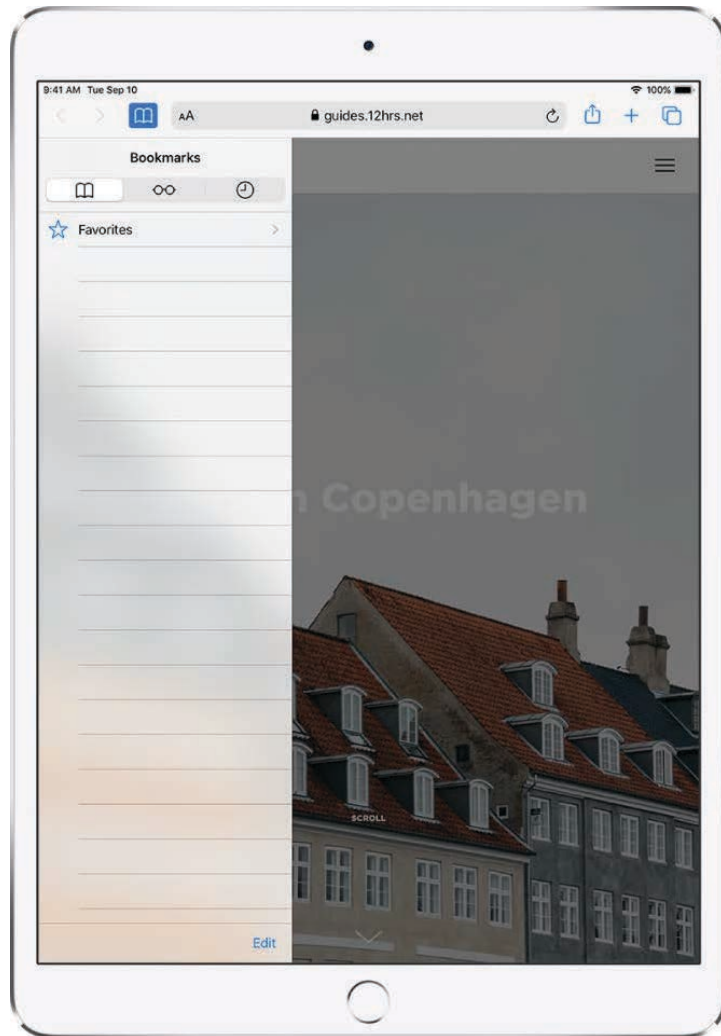 9:41 AM Tue Sep 10
100%
AA
guides.12hrs.net
Bookmarks
Favorites
n Copenhagen
SCROLL
Edit